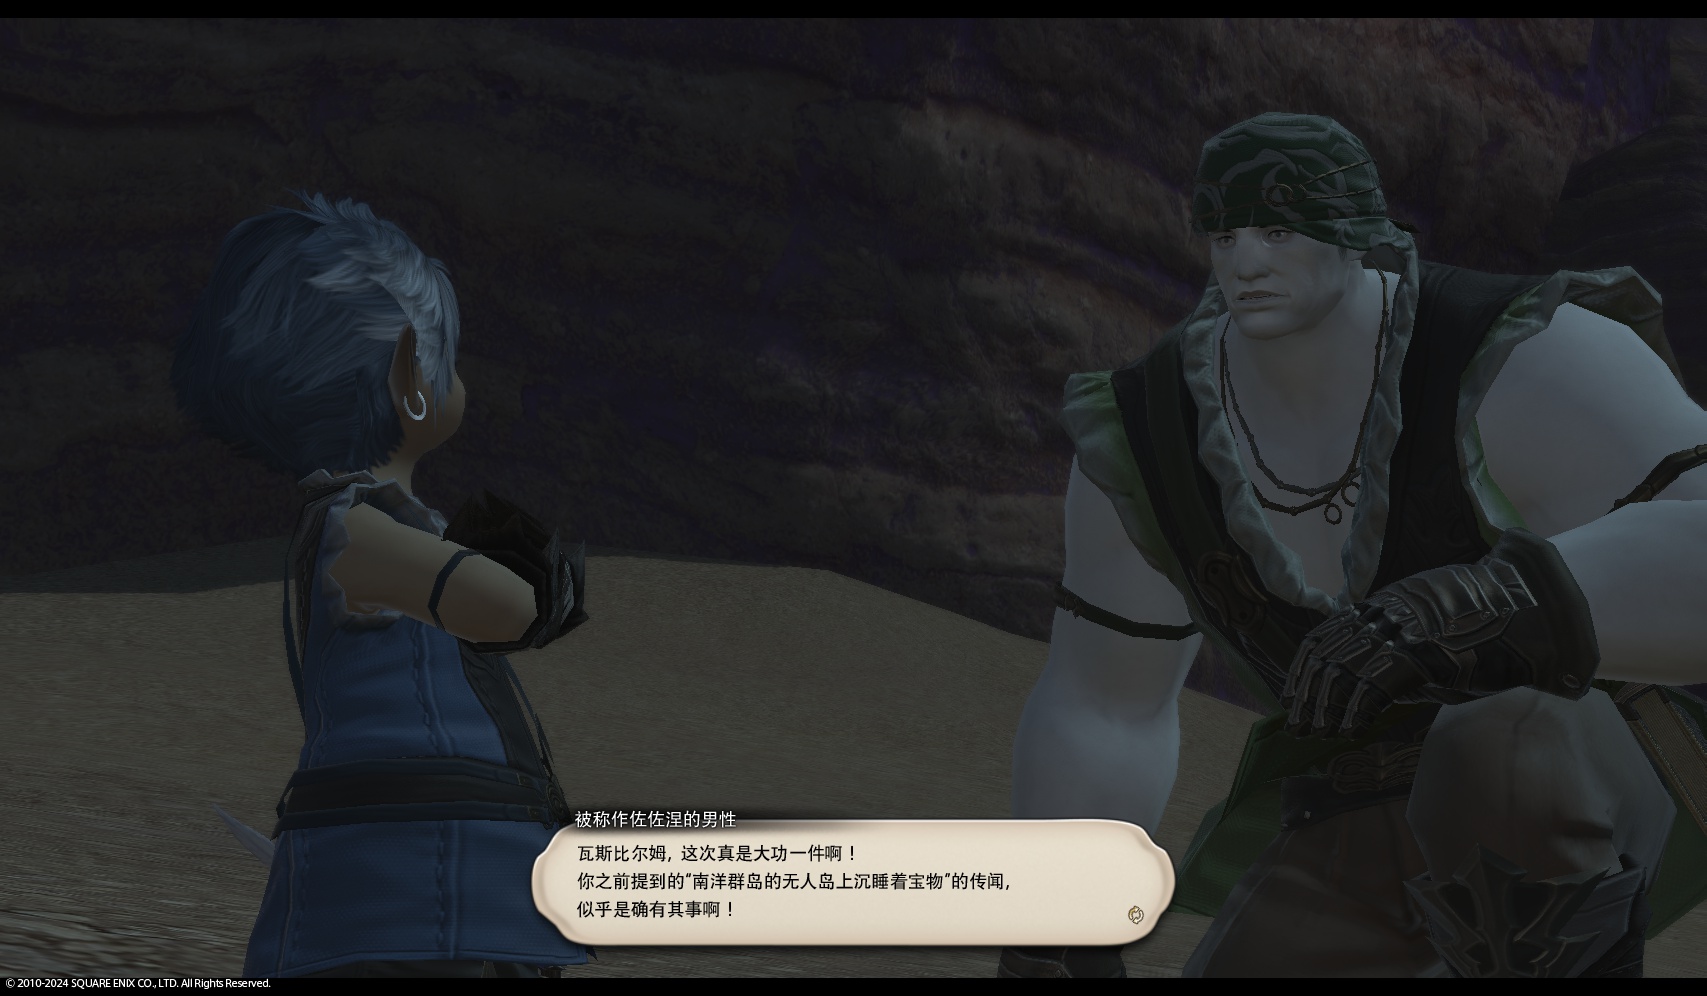 被称作佐佐涅的男性
瓦斯比尔姆，这次真是大功一件啊！
你之前提到的“南洋群岛的无人岛上沉睡着宝物”的传闻，
似乎是确有其事啊！
© 2010-2024 SQUARE ENIX CO., LTD. All Rights Reserved.